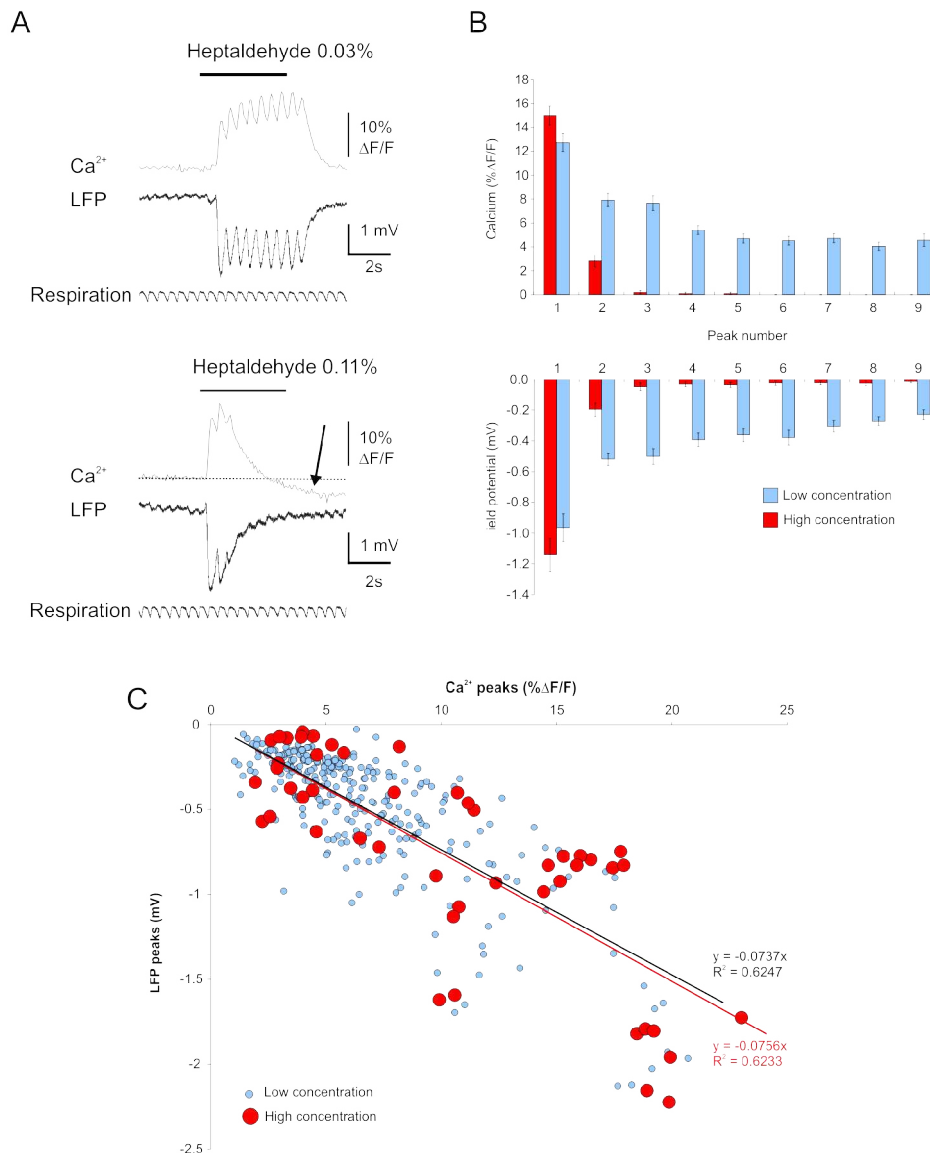 A
Heptaldehyde 0.03%
10%
ΔF/F
Ca²⁺
LFP
1 mV
2s
Respiration
Heptaldehyde 0.11%
10%
ΔF/F
Ca²⁺
LFP
1 mV
2s
Respiration
B
18
16
14
12
10
8
6
4
2
0
Calcium (%ΔF/F)
1 2 3 4 5 6 7 8 9
Peak number
1 2 3 4 5 6 7 8 9
0.0
-0.2
-0.4
-0.6
-0.8
-1.0
-1.2
-1.4
ield potential (mV)
Low concentration
High concentration
C
Ca²⁺ peaks (%ΔF/F)
0 5 10 15 20 25
0
-0.5
-1
-1.5
-2
-2.5
LFP peaks (mV)
y = -0.0737x
R² = 0.6247
y = -0.0756x
R² = 0.6233
Low concentration
High concentration